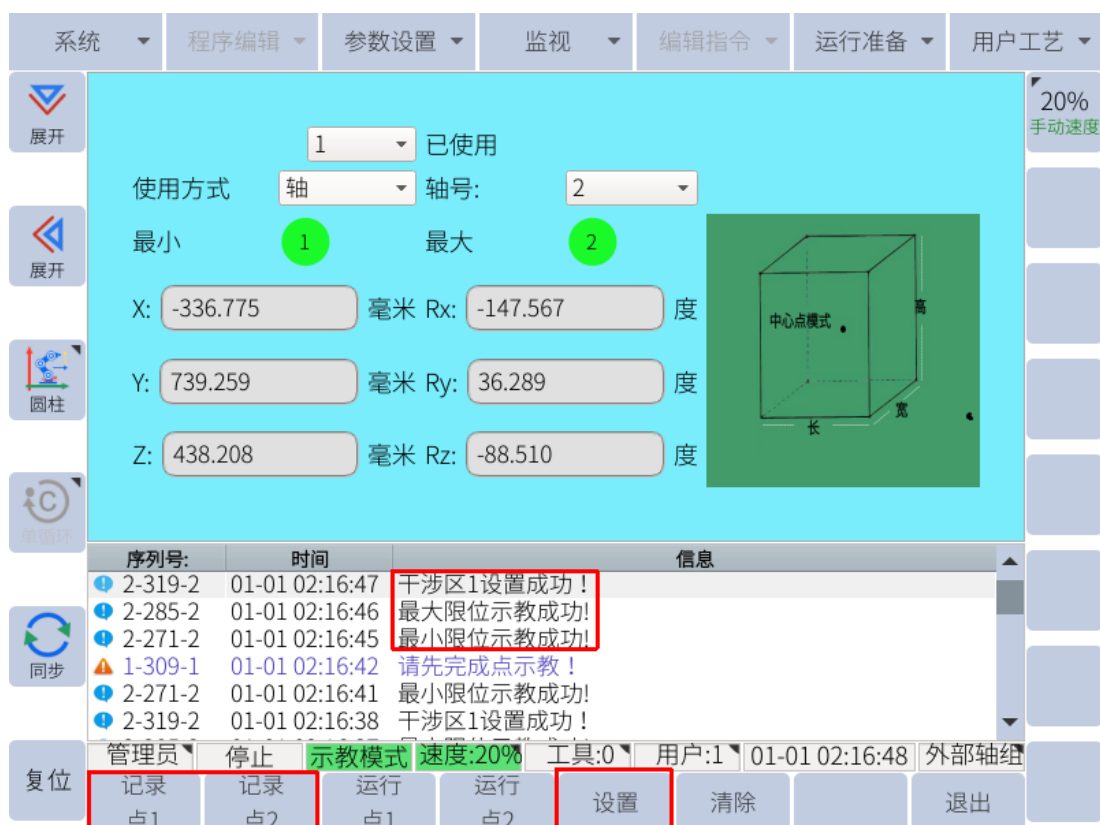 系统 程序编辑 参数设置 监视 编辑指令 运行准备 用户工艺
展开
20%
手动速度
1 已使用
使用方式 轴 轴号: 2
最小 1 最大 2
展开
X: -336.775 毫米 Rx: -147.567 度
Y: 739.259 毫米 Ry: 36.289 度
Z: 438.208 毫米 Rz: -88.510 度
中心点模式
高
宽
长
圆柱
单循环
序列号: 时间 信息
2-319-2 01-01 02:16:47 干涉区1设置成功！
2-285-2 01-01 02:16:46 最大限位示教成功!
2-271-2 01-01 02:16:45 最小限位示教成功!
1-309-1 01-01 02:16:42 请先完成点示教！
2-271-2 01-01 02:16:41 最小限位示教成功!
2-319-2 01-01 02:16:38 干涉区1设置成功！
同步
管理员 停止 示教模式 速度:20% 工具:0 用户:1 01-01 02:16:48 外部轴组
复位
记录 记录 运行 运行 设置 清除 退出
点1 点2 点1 点2